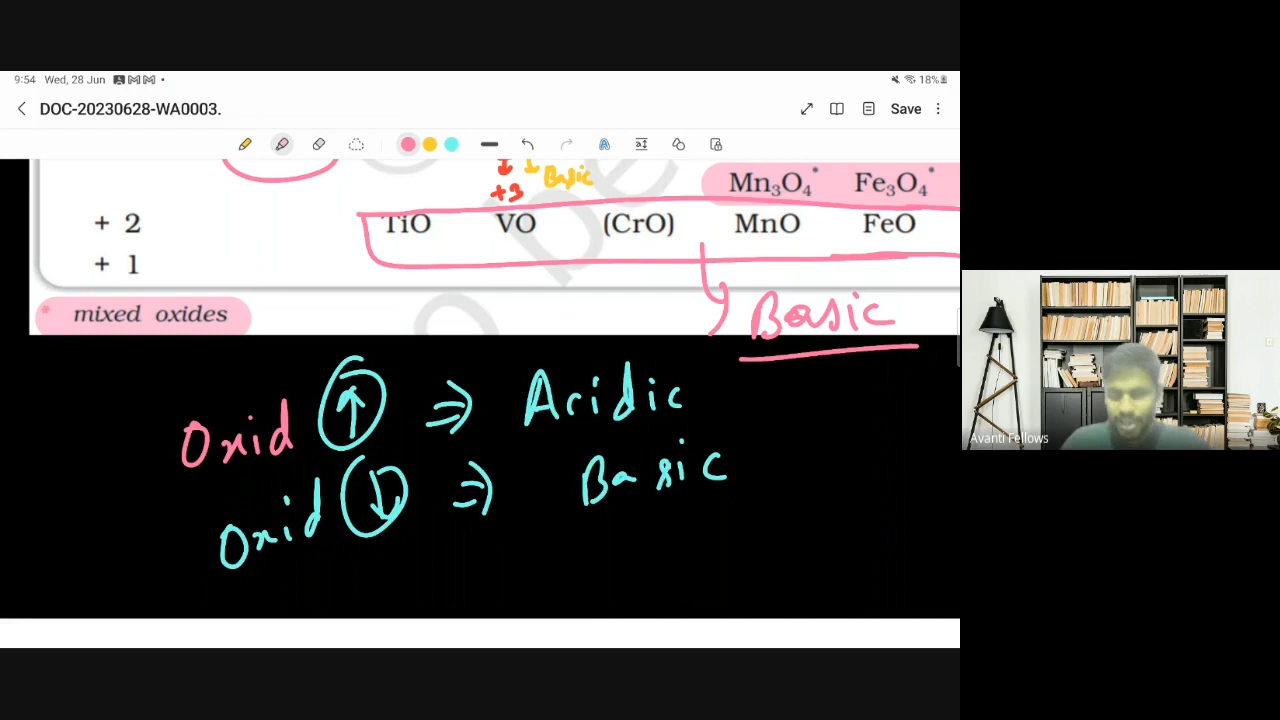 9:54 Wed, 28 Jun 18%
DOC-20230628-WA0003. Save
Basic
+3
Mn₃O₄* Fe₃O₄*
+ 2 TiO VO (CrO) MnO FeO
+ 1
* mixed oxides
Basic
Oxid ↑ ⇒ Acidic
Oxid ↓ ⇒ Basic
Avanti Fellows